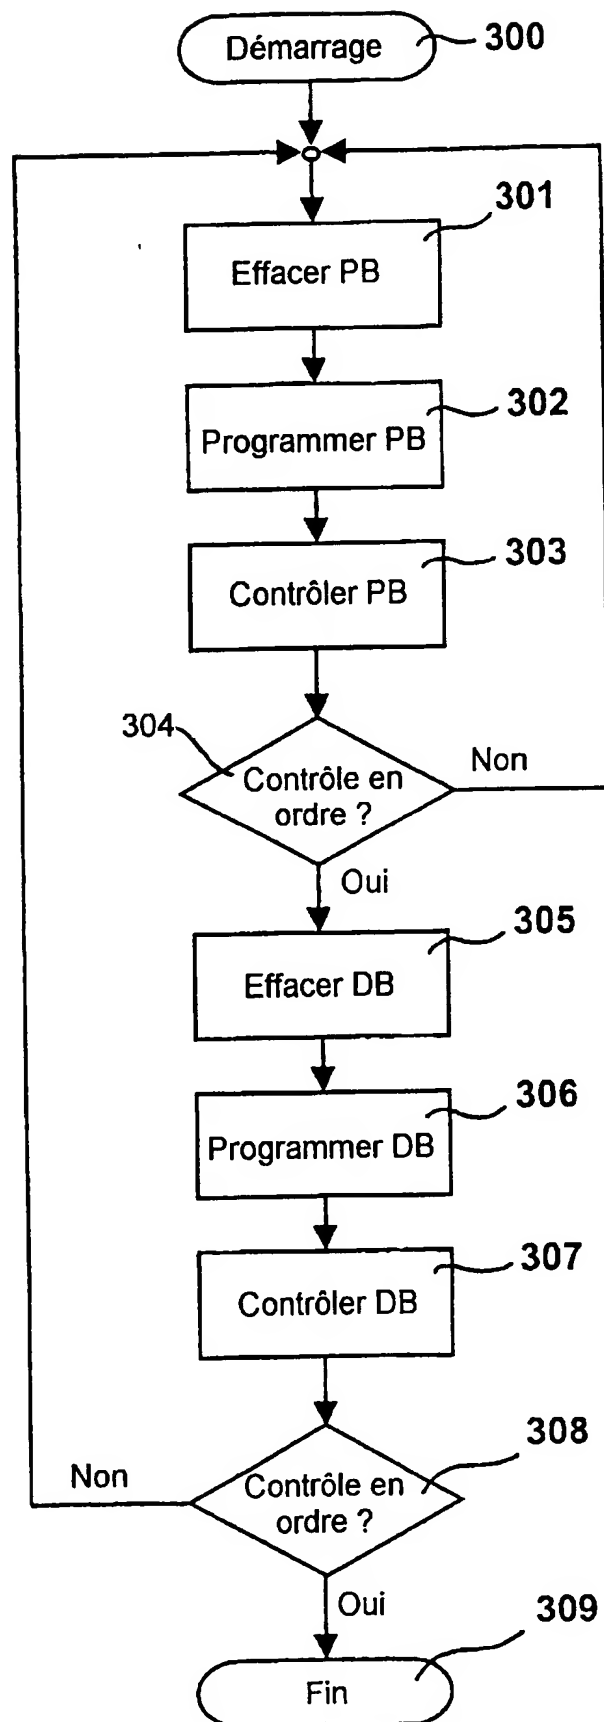 Démarrage 300
301
Effacer PB
302
Programmer PB
303
Contrôler PB
304
Contrôle en
ordre ?
Non
Oui
305
Effacer DB
306
Programmer DB
307
Contrôler DB
308
Contrôle en
ordre ?
Non
Oui
309
Fin